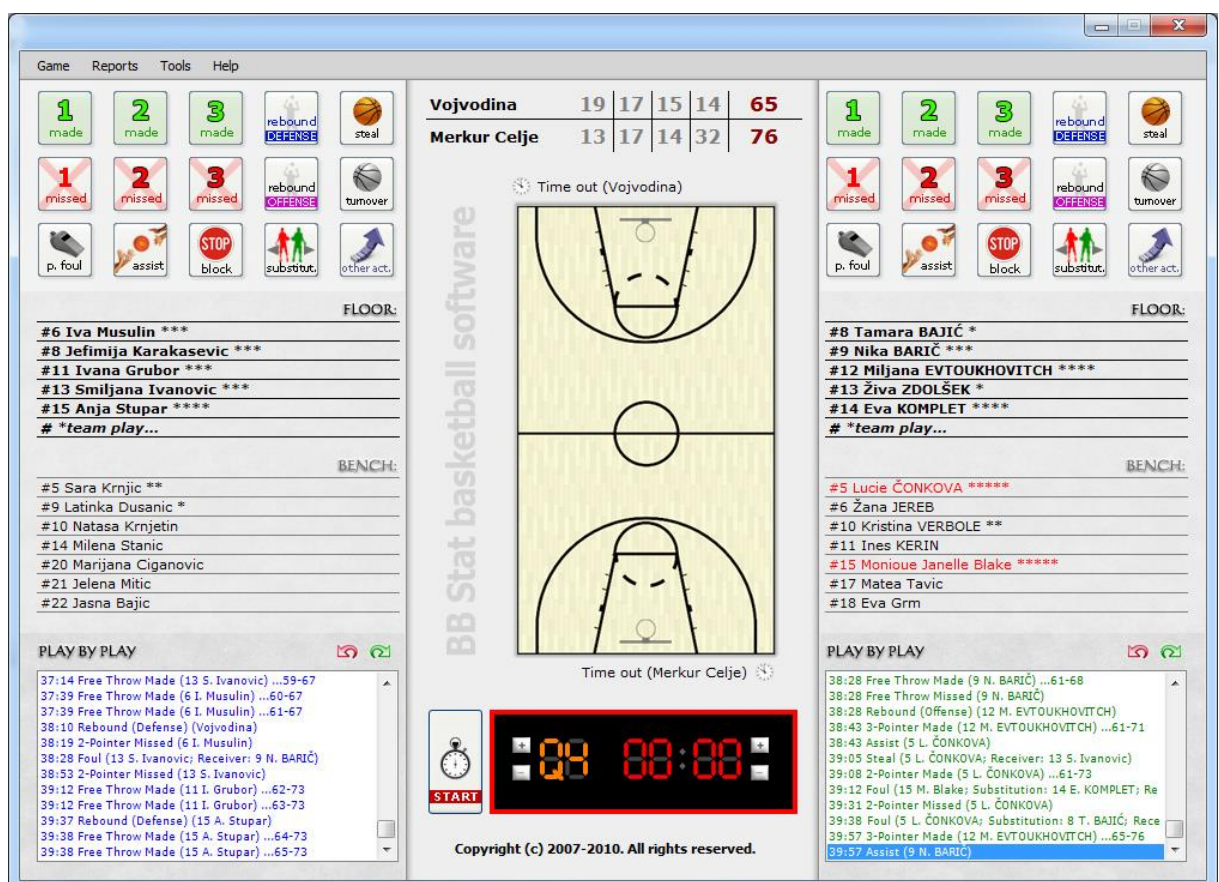 Game Reports Tools Help
1 made 2 made 3 made rebound DEFENSE steal
1 missed 2 missed 3 missed rebound OFFENSE turnover
p. foul assist STOP block substitut. other act.
FLOOR:
#6 Iva Musulin ***
#8 Jefimija Karakasevic ***
#11 Ivana Grubor ***
#13 Smiljana Ivanovic ***
#15 Anja Stupar ****
# *team play...
BENCH:
#5 Sara Krnjic **
#9 Latinka Dusanic *
#10 Natasa Krnjetin
#14 Milena Stanic
#20 Marijana Ciganovic
#21 Jelena Mitic
#22 Jasna Bajic
PLAY BY PLAY
37:14 Free Throw Made (13 S. Ivanovic) ...59-67
37:39 Free Throw Made (6 I. Musulin) ...60-67
37:39 Free Throw Made (6 I. Musulin) ...61-67
38:10 Rebound (Defense) (Vojvodina)
38:19 2-Pointer Missed (6 I. Musulin)
38:28 Foul (13 S. Ivanovic; Receiver: 9 N. BARIČ)
38:53 2-Pointer Missed (13 S. Ivanovic)
39:12 Free Throw Made (11 I. Grubor) ...62-73
39:12 Free Throw Made (11 I. Grubor) ...63-73
39:37 Rebound (Defense) (15 A. Stupar)
39:38 Free Throw Made (15 A. Stupar) ...64-73
39:38 Free Throw Made (15 A. Stupar) ...65-73
Vojvodina 19 17 15 14 65
Merkur Celje 13 17 14 32 76
Time out (Vojvodina)
BB Stat basketball software
Time out (Merkur Celje)
START
Q4 00:00
Copyright (c) 2007-2010. All rights reserved.
1 made 2 made 3 made rebound DEFENSE steal
1 missed 2 missed 3 missed rebound OFFENSE turnover
p. foul assist STOP block substitut. other act.
FLOOR:
#8 Tamara BAJIĆ *
#9 Nika BARIČ ***
#12 Miljana EVTOUKHOVITCH ****
#13 Živa ZDOLŠEK *
#14 Eva KOMPLET ****
# *team play...
BENCH:
#5 Lucie ČONKOVA *****
#6 Žana JEREB
#10 Kristina VERBOLE **
#11 Ines KERIN
#15 Monioue Janelle Blake *****
#17 Matea Tavic
#18 Eva Grm
PLAY BY PLAY
38:28 Free Throw Made (9 N. BARIČ) ...61-68
38:28 Free Throw Missed (9 N. BARIČ)
38:28 Rebound (Offense) (12 M. EVTOUKHOVITCH)
38:43 3-Pointer Made (12 M. EVTOUKHOVITCH) ...61-71
38:43 Assist (5 L. ČONKOVA)
39:05 Steal (5 L. ČONKOVA; Receiver: 13 S. Ivanovic)
39:08 2-Pointer Made (5 L. ČONKOVA) ...61-73
39:12 Foul (15 M. Blake; Substitution: 14 E. KOMPLET; Re
39:31 2-Pointer Missed (5 L. ČONKOVA)
39:38 Foul (5 L. ČONKOVA; Substitution: 8 T. BAJIĆ; Rece
39:57 3-Pointer Made (12 M. EVTOUKHOVITCH) ...65-76
39:57 Assist (9 N. BARIČ)